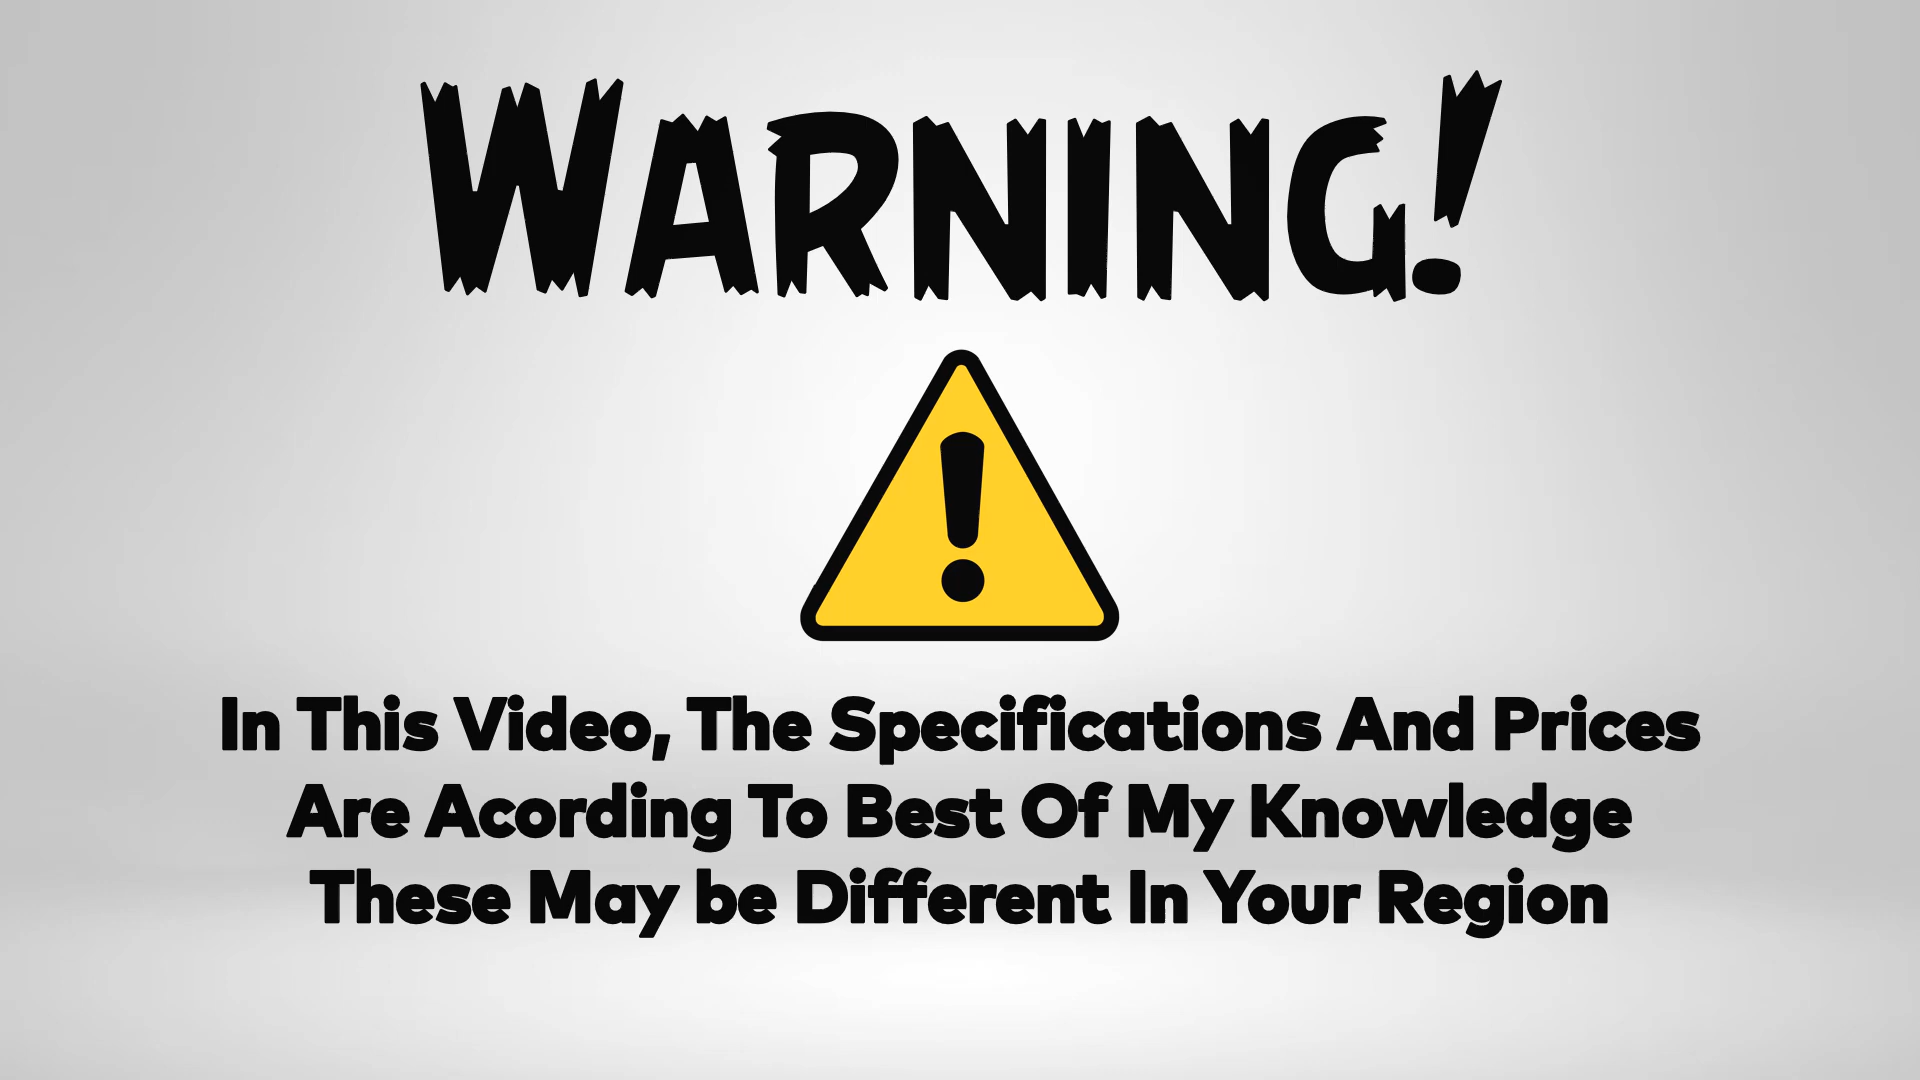 WARNING!
In This Video, The Specifications And Prices
Are Acording To Best Of My Knowledge
These May be Different In Your Region